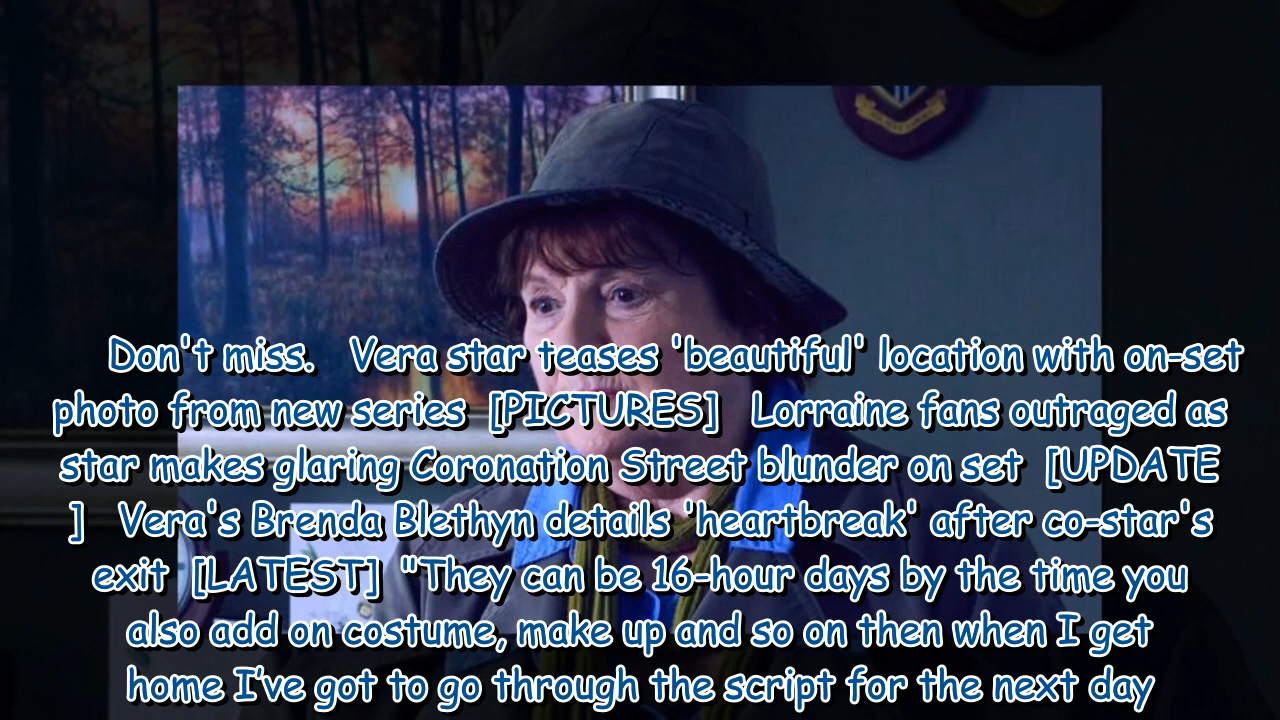 Don't miss. Vera star teases 'beautiful' location with on-set
photo from new series [PICTURES] Lorraine fans outraged as
star makes glaring Coronation Street blunder on set [UPDATE
] Vera's Brenda Blethyn details 'heartbreak' after co-star's
exit [LATEST] "They can be 16-hour days by the time you
also add on costume, make up and so on then when I get
home I’ve got to go through the script for the next day